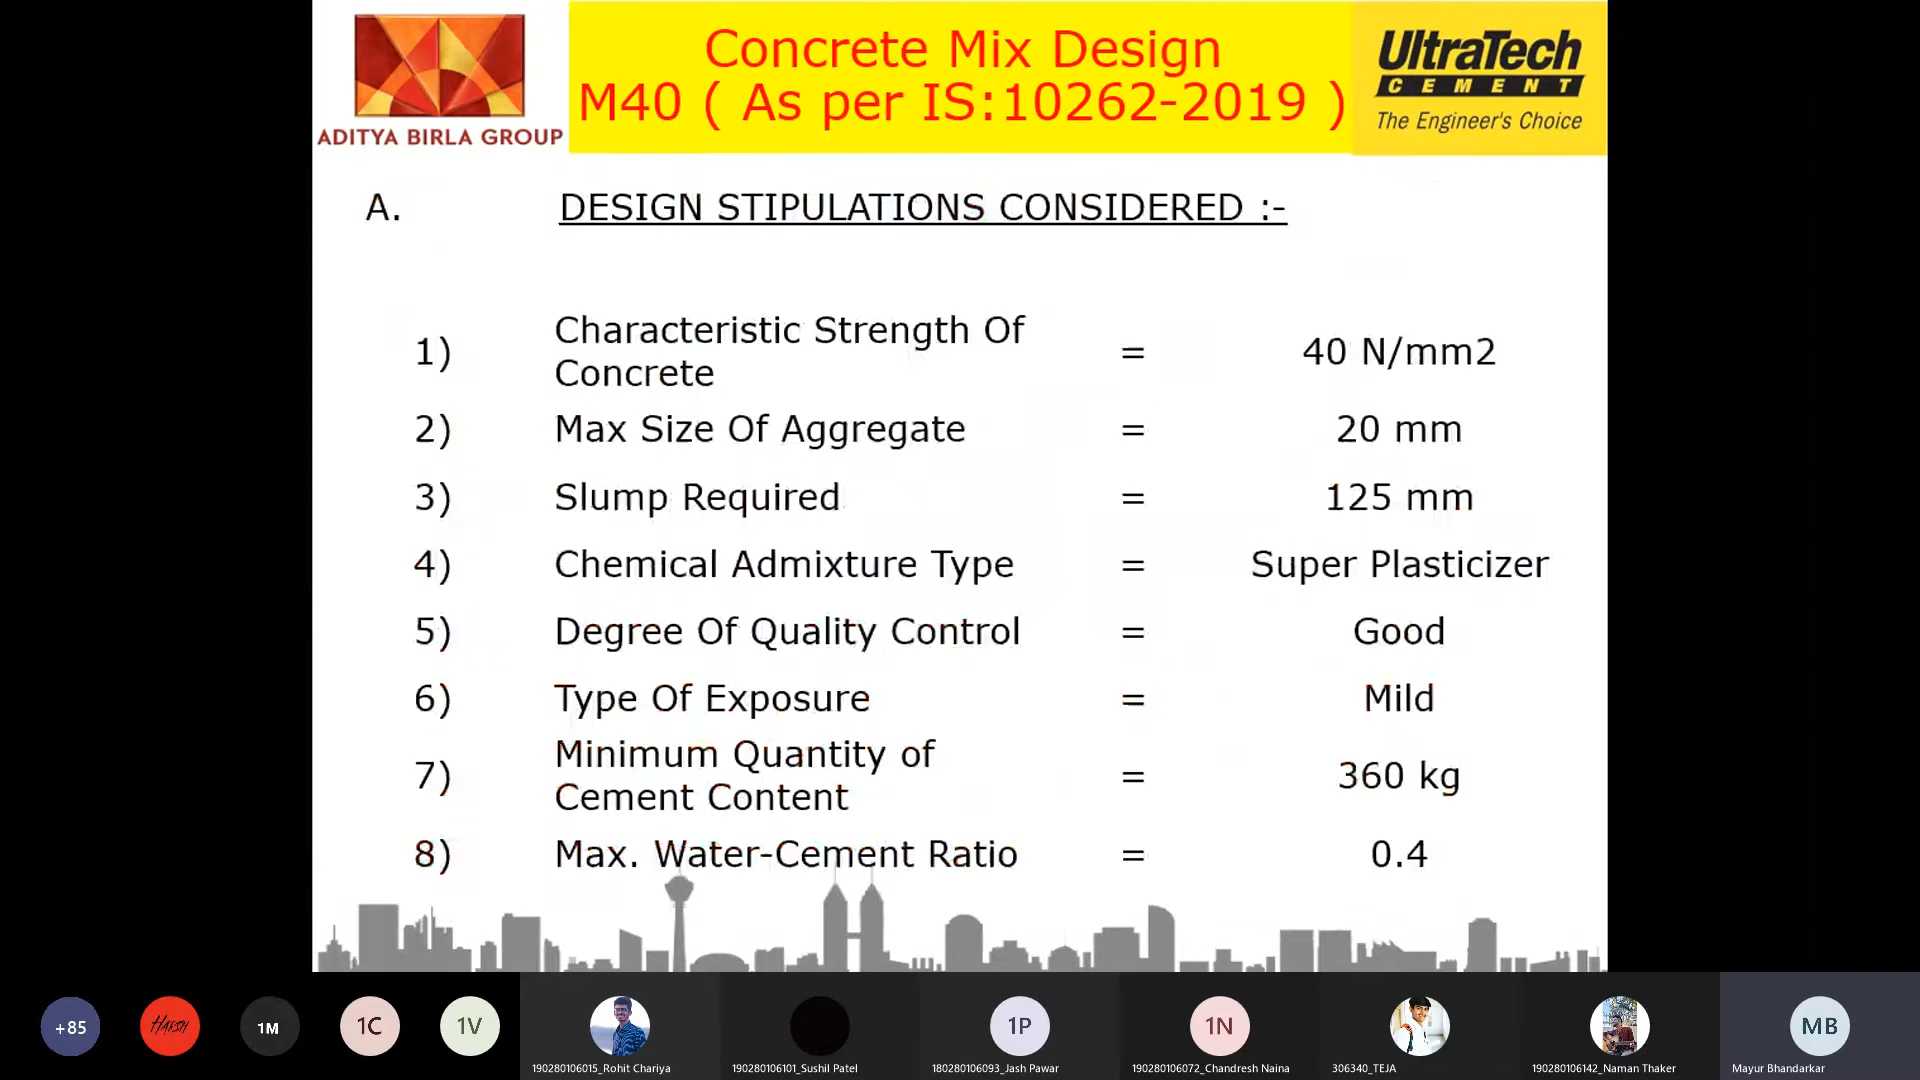 ADITYA BIRLA GROUP
Concrete Mix Design
M40 ( As per IS:10262-2019 )
UltraTech
CEMENT
The Engineer's Choice
A. DESIGN STIPULATIONS CONSIDERED :-
1) Characteristic Strength Of Concrete = 40 N/mm2
2) Max Size Of Aggregate = 20 mm
3) Slump Required = 125 mm
4) Chemical Admixture Type = Super Plasticizer
5) Degree Of Quality Control = Good
6) Type Of Exposure = Mild
7) Minimum Quantity of Cement Content = 360 kg
8) Max. Water-Cement Ratio = 0.4
+85 HARSH 1M 1C 1V 1P 1N MB
190280106015_Rohit Chariya 190280106101_Sushil Patel 180280106093_Jash Pawar 190280106072_Chandresh Naina 306340_TEJA 190280106142_Naman Thaker Mayur Bhandarkar